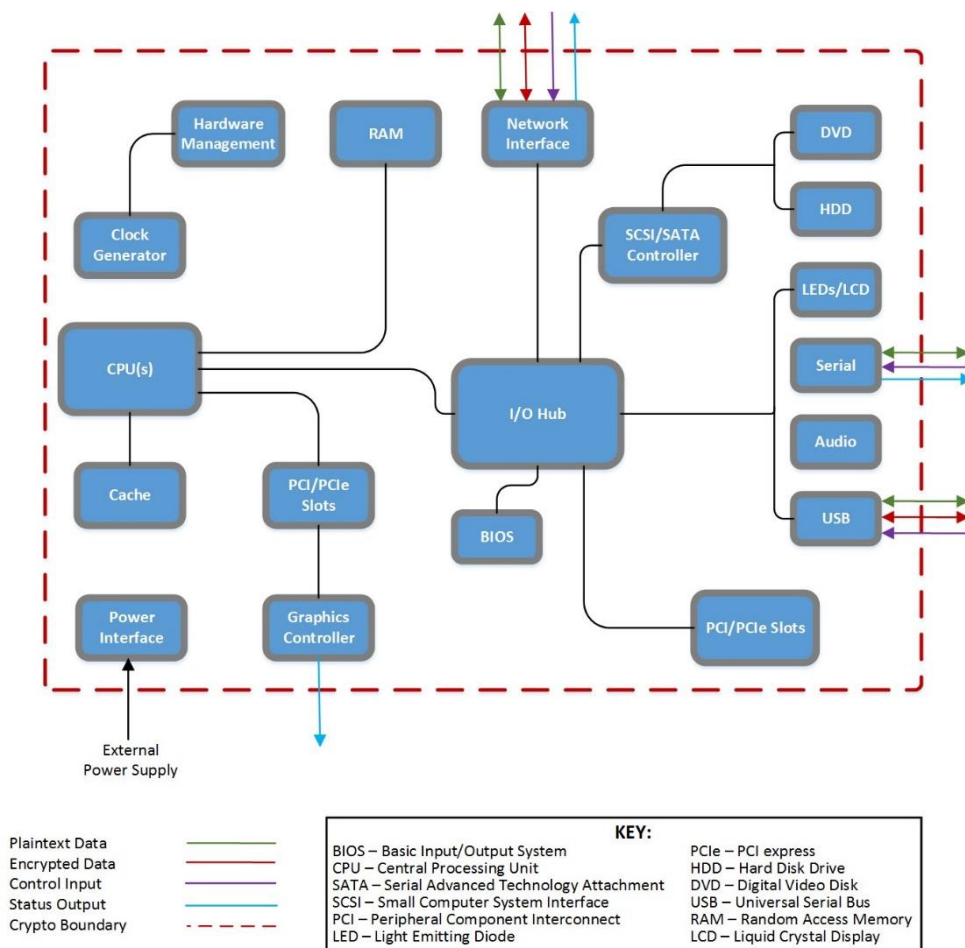 Hardware
Management
RAM
Network
Interface
DVD
HDD
Clock
Generator
SCSI/SATA
Controller
LEDs/LCD
CPU(s)
Serial
I/O Hub
Audio
Cache
PCI/PCIe
Slots
USB
BIOS
Power
Interface
Graphics
Controller
PCI/PCIe Slots
External
Power Supply
Plaintext Data
Encrypted Data
Control Input
Status Output
Crypto Boundary
KEY:
BIOS – Basic Input/Output System
CPU – Central Processing Unit
SATA – Serial Advanced Technology Attachment
SCSI – Small Computer System Interface
PCI – Peripheral Component Interconnect
LED – Light Emitting Diode
PCIe – PCI express
HDD – Hard Disk Drive
DVD – Digital Video Disk
USB – Universal Serial Bus
RAM – Random Access Memory
LCD – Liquid Crystal Display